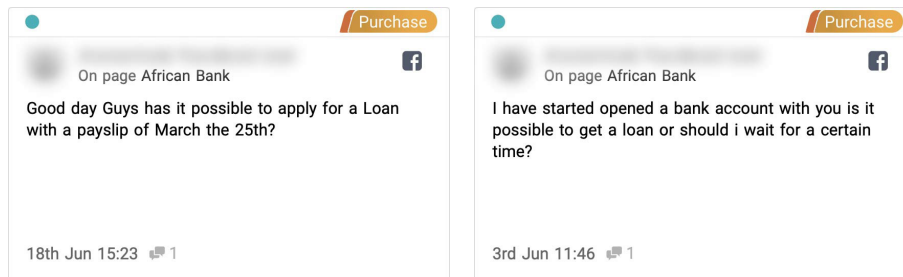 Purchase
On page African Bank
Good day Guys has it possible to apply for a Loan
with a payslip of March the 25th?
18th Jun 15:23 1
Purchase
On page African Bank
I have started opened a bank account with you is it
possible to get a loan or should i wait for a certain
time?
3rd Jun 11:46 1